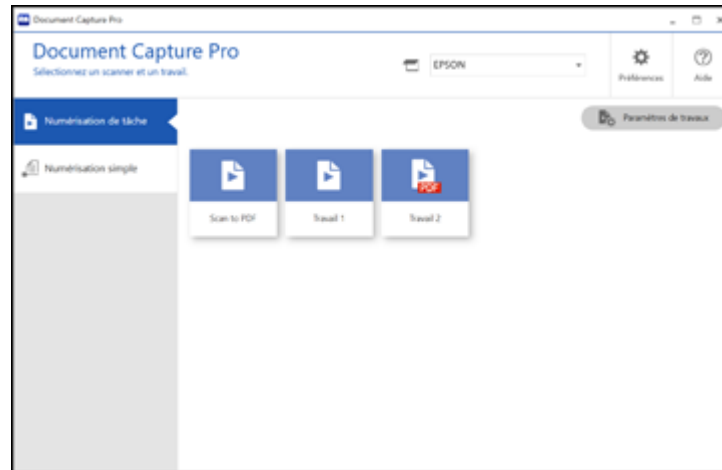 Document Capture Pro
Document Capture Pro
Sélectionnez un scanner et un travail.
EPSON
Préférences
Aide
Numérisation de tâche
Paramètres de travaux
Numérisation simple
Scan to PDF
Travail 1
PDF
Travail 2